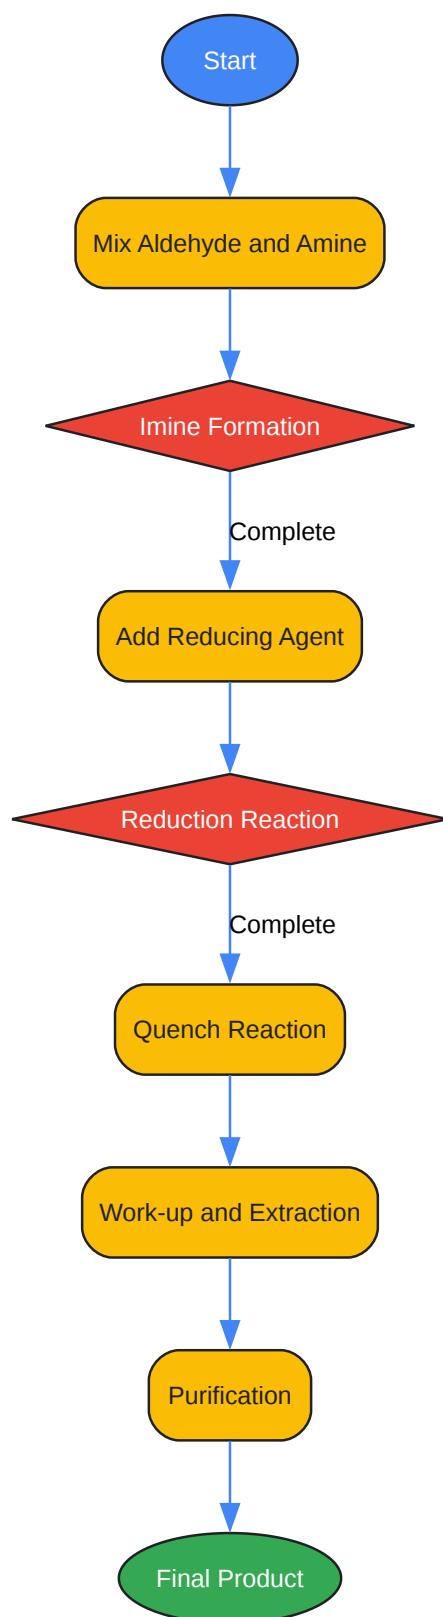 Start
Mix Aldehyde and Amine
Imine Formation
Complete
Add Reducing Agent
Reduction Reaction
Complete
Quench Reaction
Work-up and Extraction
Purification
Final Product